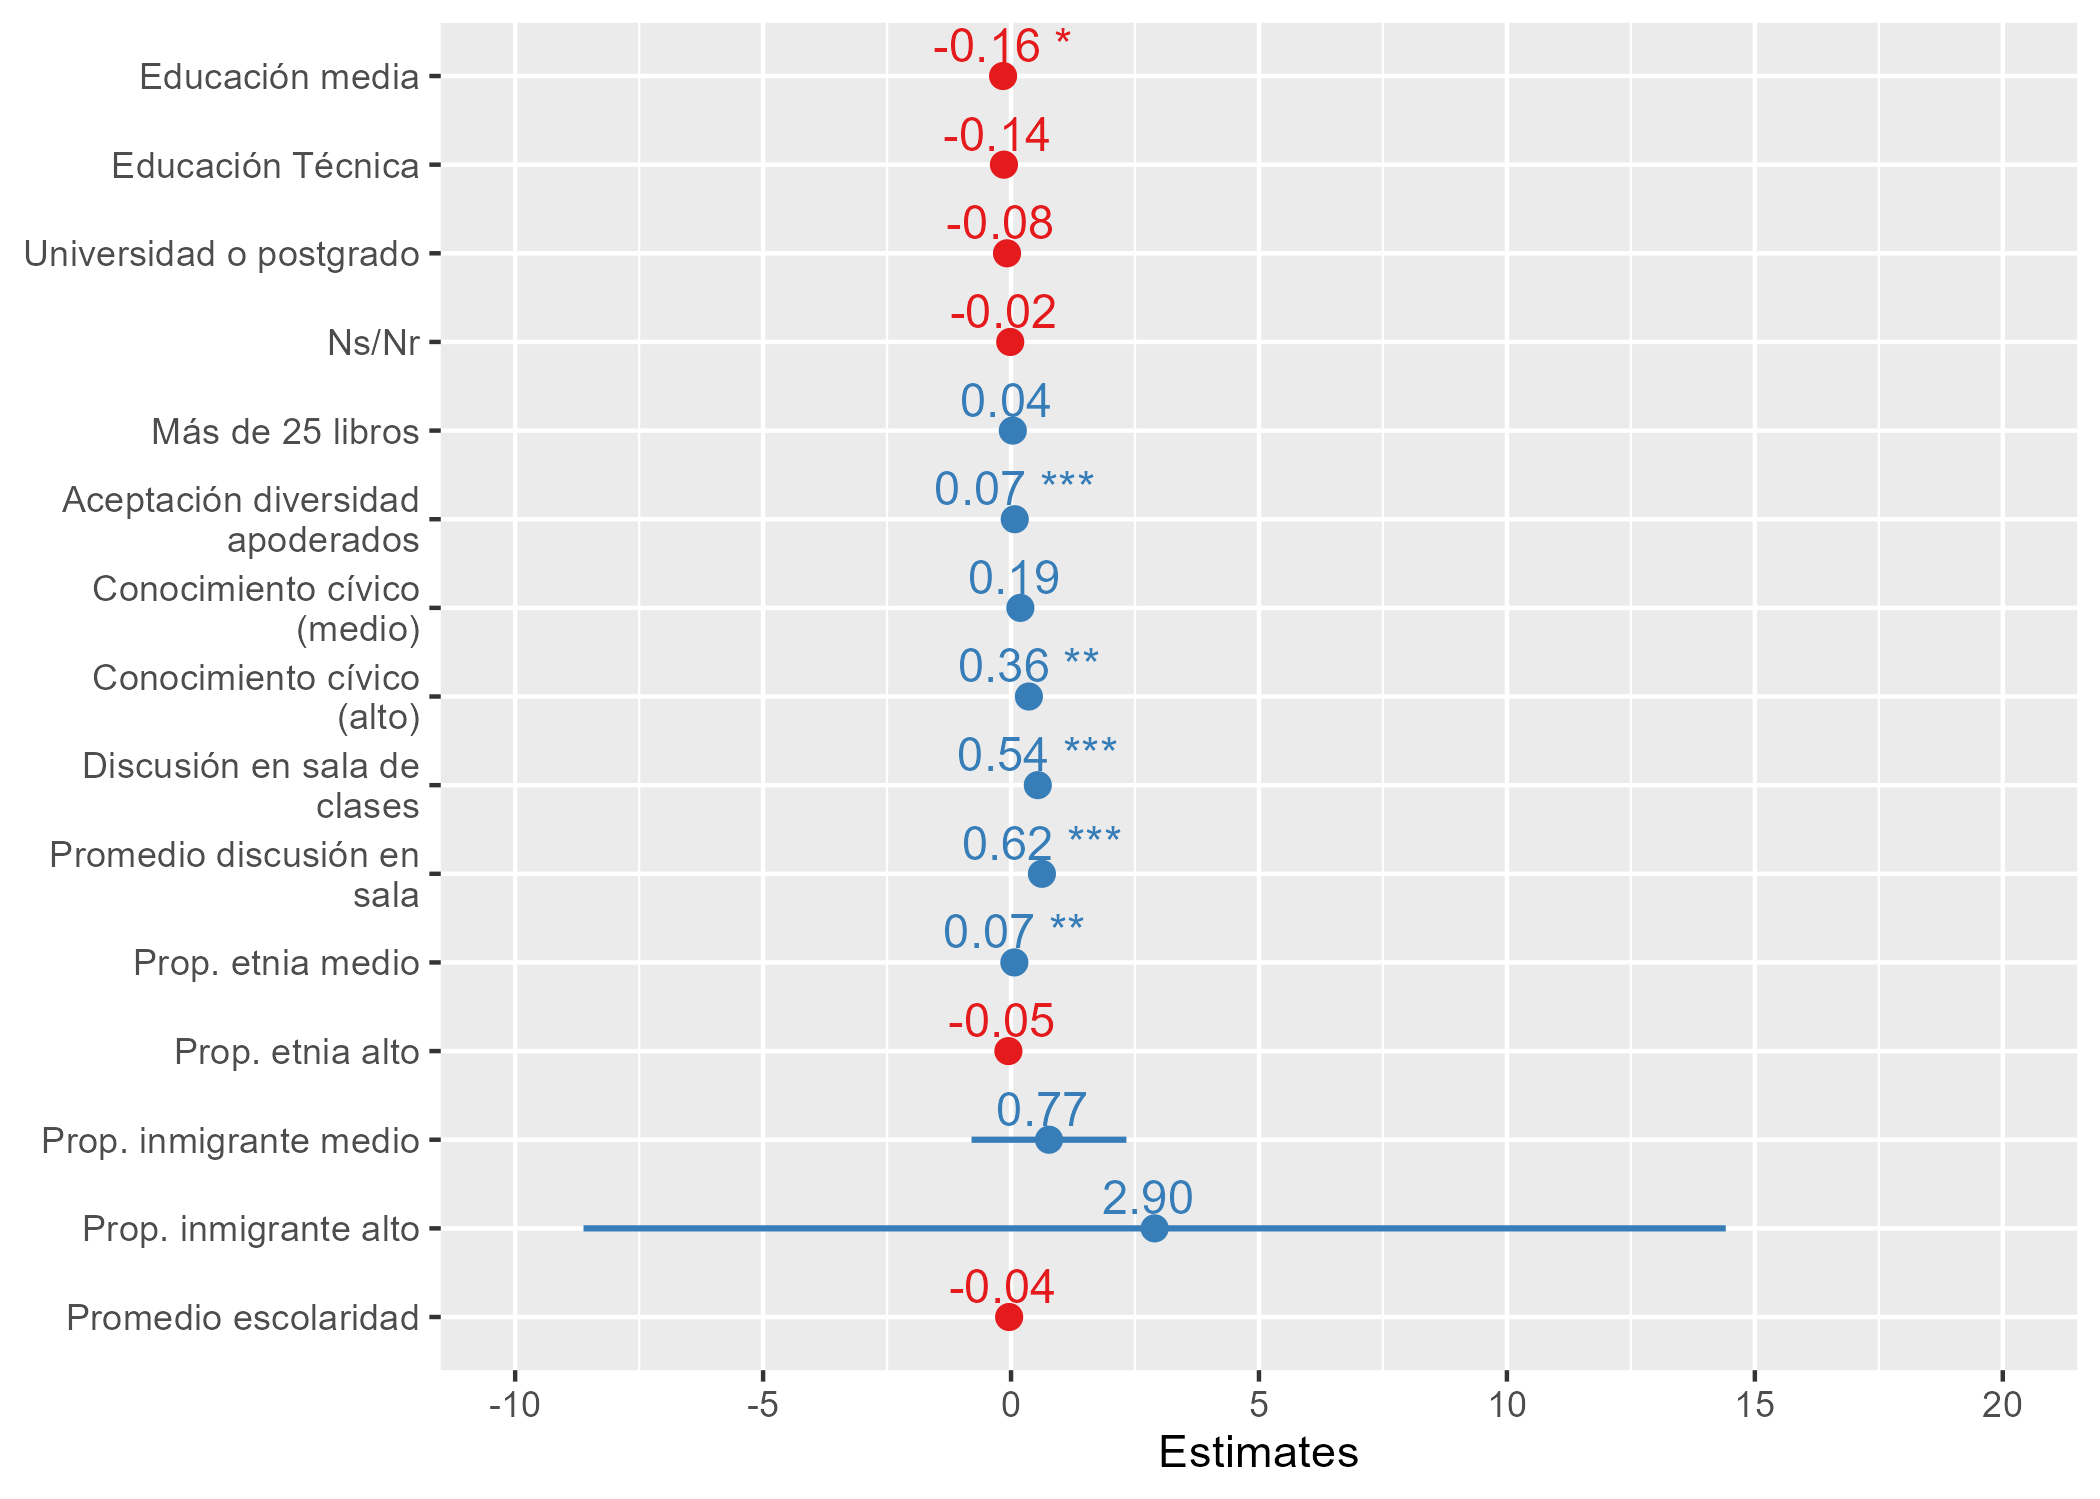 -0.16 *
Educación media
-0.14
Educación Técnica
-0.08
Universidad o postgrado
-0.02
Ns/Nr
0.04
Más de 25 libros
0.07 ***
Aceptación diversidad
apoderados
0.19
Conocimiento cívico
(medio)
0.36 **
Conocimiento cívico
(alto)
0.54 ***
Discusión en sala de
clases
0.62 ***
Promedio discusión en
sala
0.07 **
Prop. etnia medio
-0.05
Prop. etnia alto
0.77
Prop. inmigrante medio
2.90
Prop. inmigrante alto
-0.04
Promedio escolaridad
-10 -5 0 5 10 15 20
Estimates